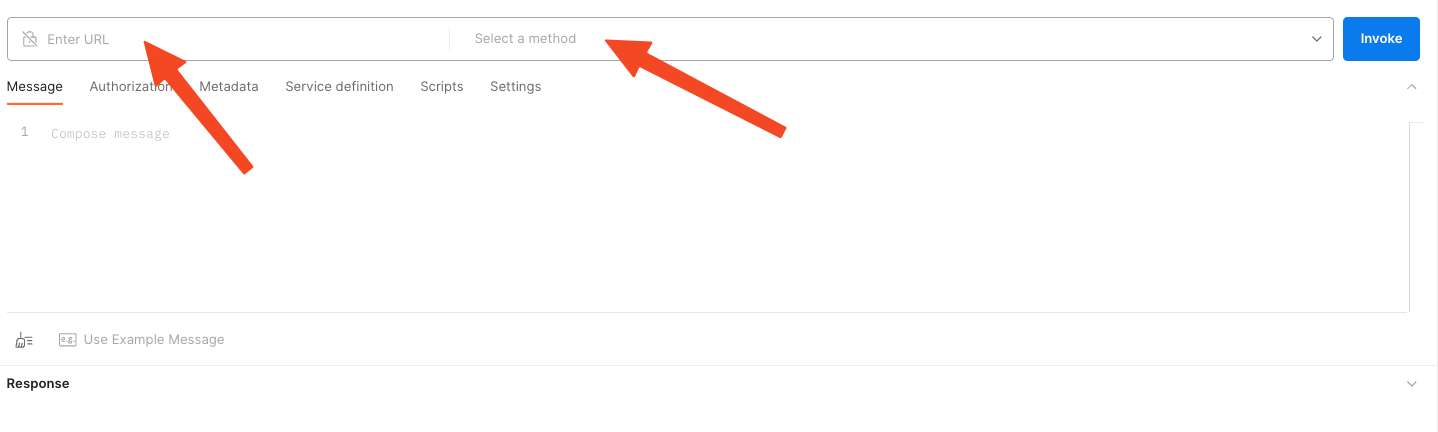 Enter URL Select a method Invoke
Message Authorization Metadata Service definition Scripts Settings
1 Compose message
e.g. Use Example Message
Response